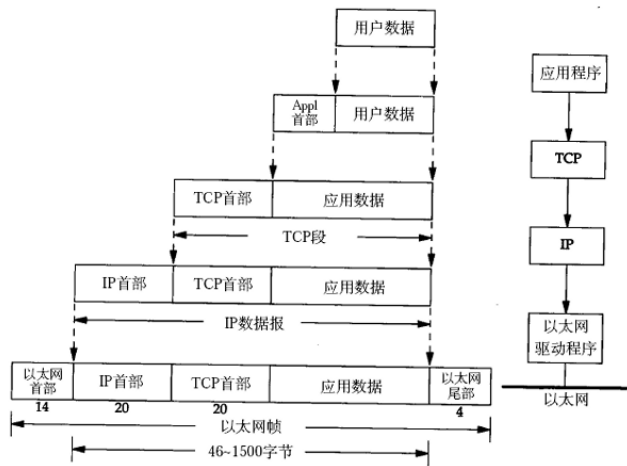 用户数据
应用程序
Appl
首部
用户数据
TCP
TCP首部
应用数据
TCP段
IP
IP首部
TCP首部
应用数据
IP数据报
以太网
驱动程序
以太网
首部
IP首部
TCP首部
应用数据
以太网
尾部
以太网
14
20
20
4
以太网帧
46~1500字节